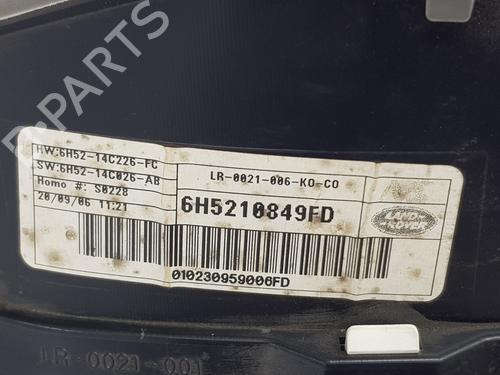 B-PARTS
HW:6H52-14C226-FC
SW:6H52-14C026-AB
Homo #: S0228
20/09/06 11:21
LR-0021-006-KO-CO
6H5210849FD
LAND-ROVER
010230959006FD
LR-0021-001